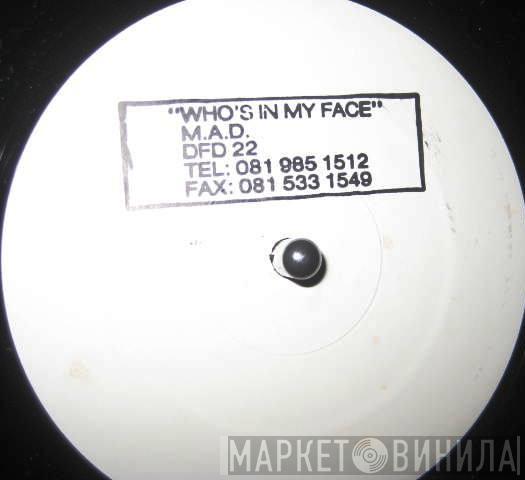 "WHO'S IN MY FACE"
M.A.D.
DFD 22
TEL: 081 985 1512
FAX: 081 533 1549
МАРКЕТ ВИНИЛА